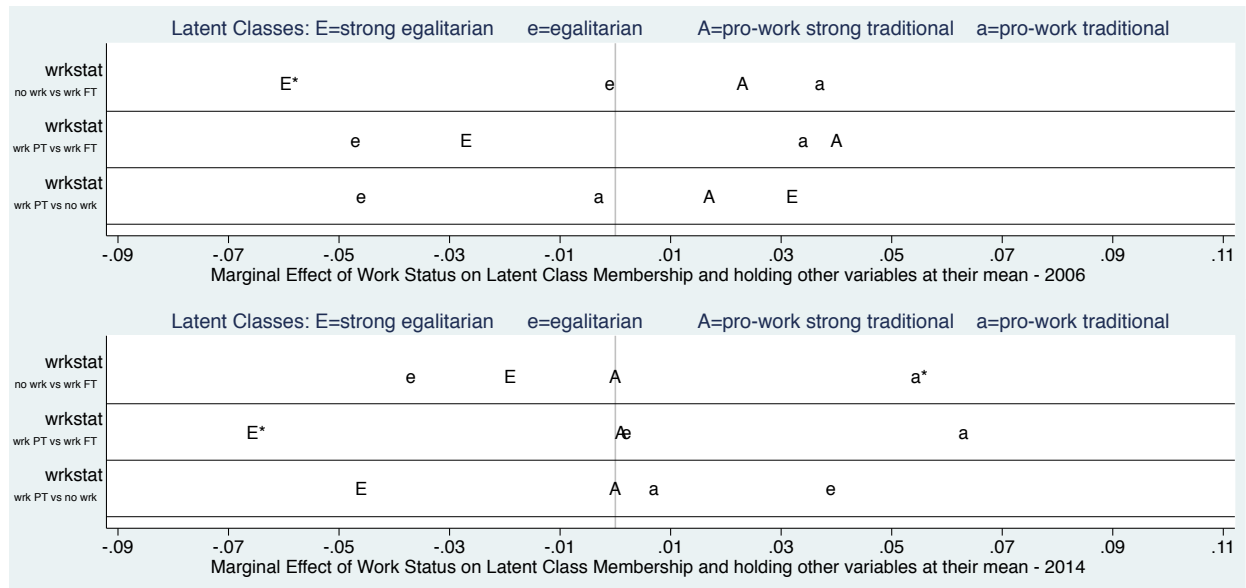 Latent Classes: E=strong egalitarian e=egalitarian A=pro-work strong traditional a=pro-work traditional
wrkstat
no wrk vs wrk FT
E* e A a
wrkstat
wrk PT vs wrk FT
e E a A
wrkstat
wrk PT vs no wrk
e a A E
-.09 -.07 -.05 -.03 -.01 .01 .03 .05 .07 .09 .11
Marginal Effect of Work Status on Latent Class Membership and holding other variables at their mean - 2006
Latent Classes: E=strong egalitarian e=egalitarian A=pro-work strong traditional a=pro-work traditional
wrkstat
no wrk vs wrk FT
e E A a*
wrkstat
wrk PT vs wrk FT
E* A e a
wrkstat
wrk PT vs no wrk
E A a e
-.09 -.07 -.05 -.03 -.01 .01 .03 .05 .07 .09 .11
Marginal Effect of Work Status on Latent Class Membership and holding other variables at their mean - 2014